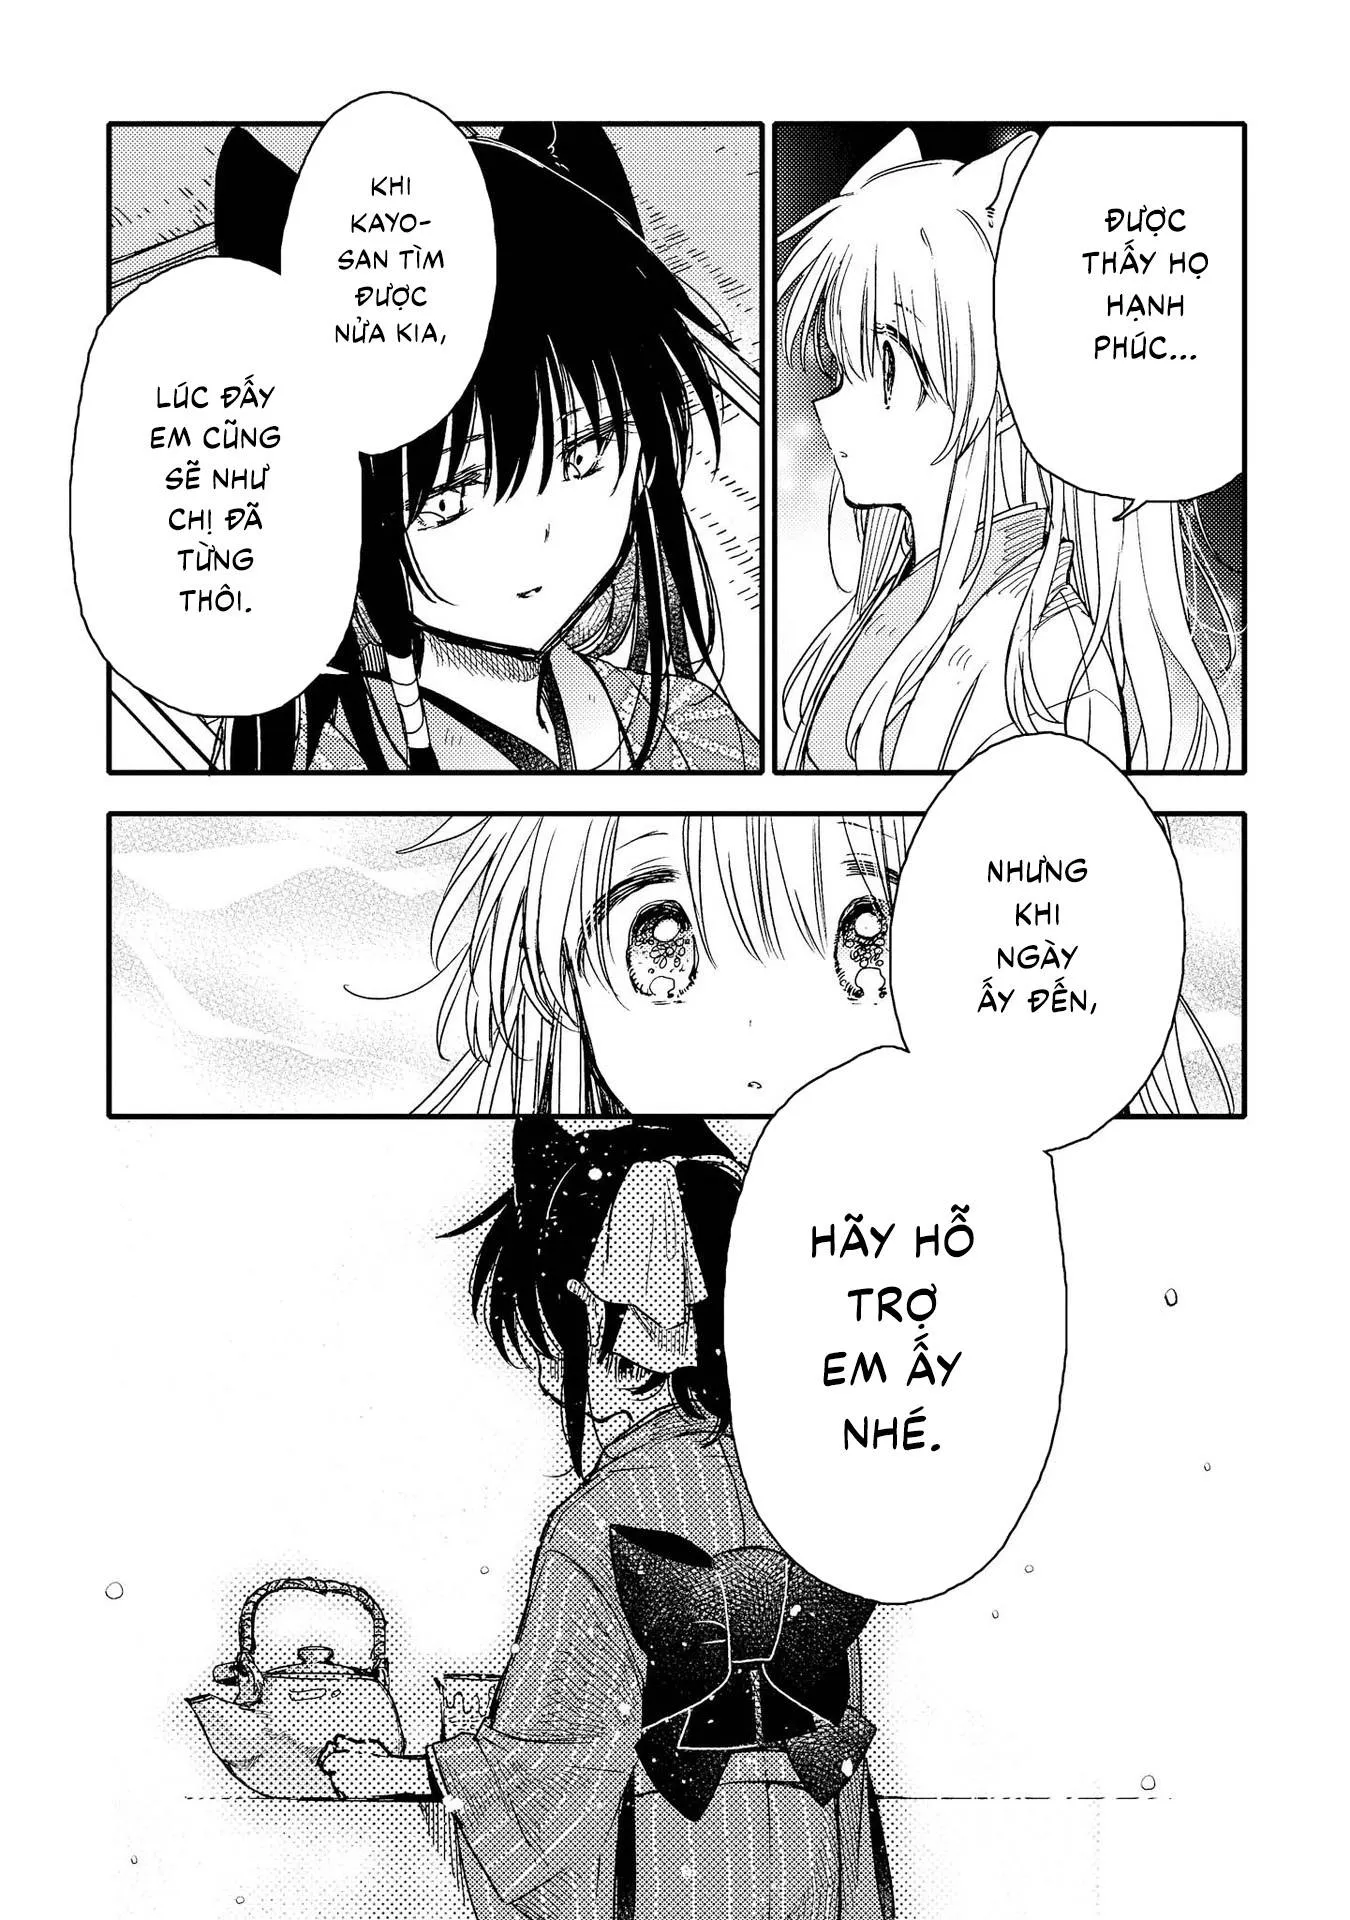 ĐƯỢC
THẤY HỌ
HẠNH
PHÚC...
KHI
KAYO-
SAN TÌM
ĐƯỢC
NỬA KIA,
LÚC ĐẤY
EM CŨNG
SẼ NHƯ
CHỊ ĐÃ
TỪNG
THÔI.
NHƯNG
KHI
NGÀY
ẤY ĐẾN,
HÃY HỖ
TRỢ
EM ẤY
NHÉ.